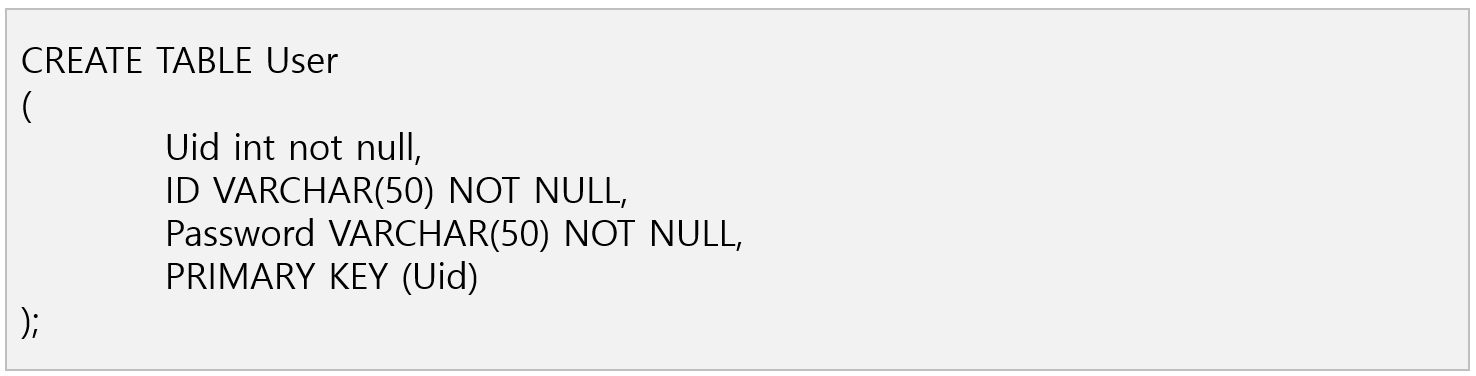 CREATE TABLE User
(
Uid int not null,
ID VARCHAR(50) NOT NULL,
Password VARCHAR(50) NOT NULL,
PRIMARY KEY (Uid)
);